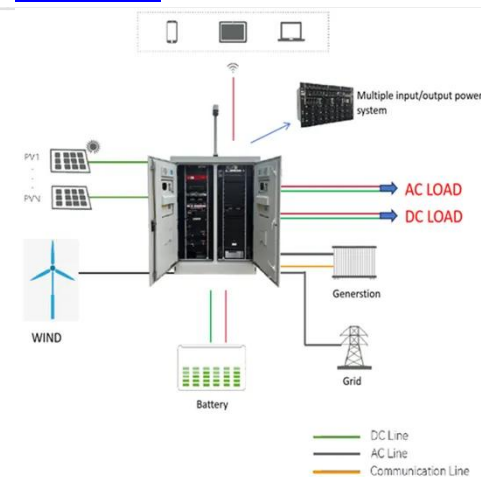 Multiple input/output power
system
PV1
PVN
AC LOAD
DC LOAD
WIND
Generstion
Grid
Battery
DC Line
AC Line
Communication Line